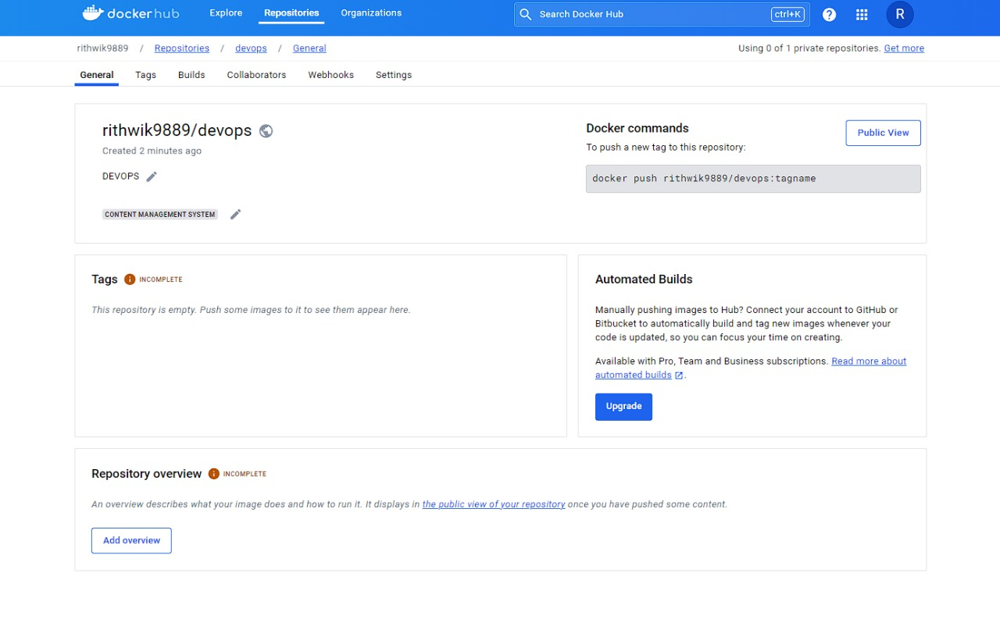 dockerhub
Explore
Repositories
Organizations
Search Docker Hub
ctrl+K
?
R
rithwik9889 / Repositories / devops / General
Using 0 of 1 private repositories. Get more
General
Tags
Builds
Collaborators
Webhooks
Settings
rithwik9889/devops
Created 2 minutes ago
DEVOPS
CONTENT MANAGEMENT SYSTEM
Docker commands
To push a new tag to this repository:
Public View
docker push rithwik9889/devops:tagname
Tags
INCOMPLETE
This repository is empty. Push some images to it to see them appear here.
Automated Builds
Manually pushing images to Hub? Connect your account to GitHub or
Bitbucket to automatically build and tag new images whenever your
code is updated, so you can focus your time on creating.
Available with Pro, Team and Business subscriptions. Read more about
automated builds .
Upgrade
Repository overview
INCOMPLETE
An overview describes what your image does and how to run it. It displays in the public view of your repository once you have pushed some content.
Add overview